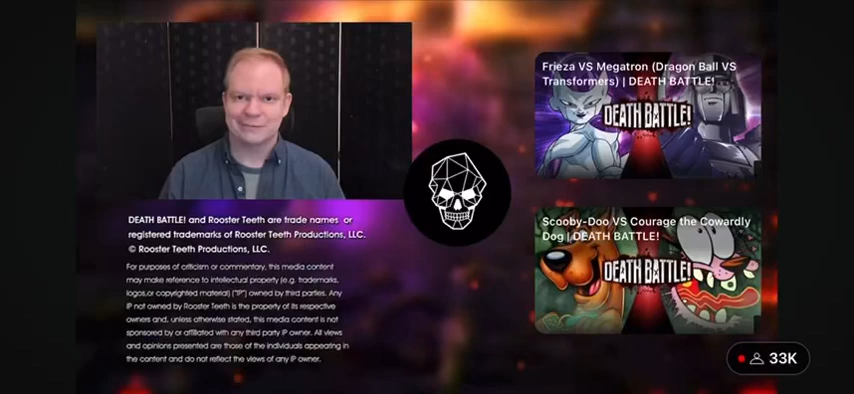 Frieza VS Megatron (Dragon Ball VS
Transformers) | DEATH BATTLE!
DEATH BATTLE!
DEATH BATTLE! and Rooster Teeth are trade names or
registered trademarks of Rooster Teeth Productions, LLC.
© Rooster Teeth Productions, LLC.
For purposes of criticism or commentary, this media content
may make reference to intellectual property (e.g. trademarks,
logos,or copyrighted material) ("IP") owned by third parties. Any
IP not owned by Rooster Teeth is the property of its respective
owners and, unless otherwise stated, this media content is not
sponsored by or affiliated with any third party IP owner. All views
and opinions presented are those of the individuals appearing in
the content and do not reflect the views of any IP owner.
Scooby-Doo VS Courage the Cowardly
Dog | DEATH BATTLE!
DEATH BATTLE!
33K